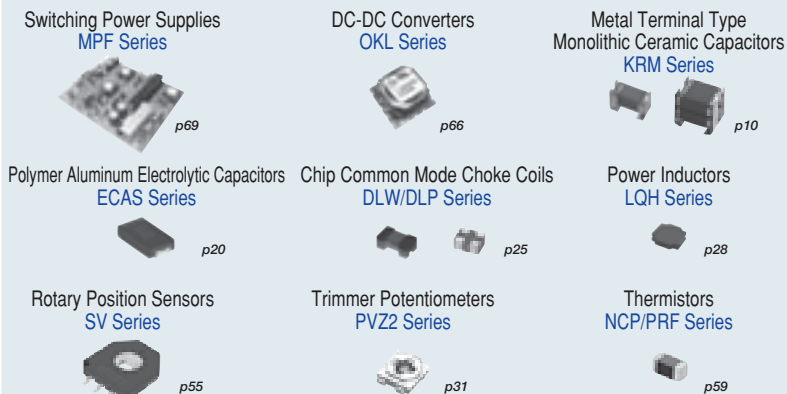 Switching Power Supplies
MPF Series
p69
DC-DC Converters
OKL Series
p66
Metal Terminal Type
Monolithic Ceramic Capacitors
KRM Series
p10
Polymer Aluminum Electrolytic Capacitors
ECAS Series
p20
Chip Common Mode Choke Coils
DLW/DLP Series
p25
Power Inductors
LQH Series
p28
Rotary Position Sensors
SV Series
p55
Trimmer Potentiometers
PVZ2 Series
p31
Thermistors
NCP/PRF Series
p59